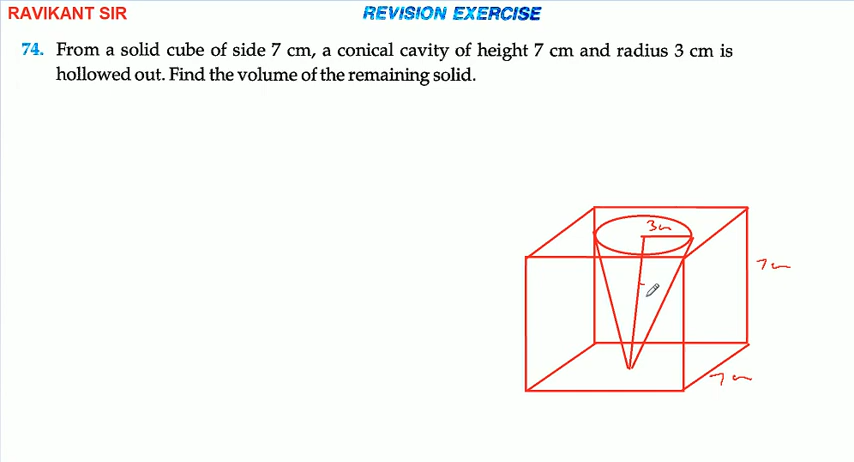 RAVIKANT SIR
REVISION EXERCISE
74. From a solid cube of side 7 cm, a conical cavity of height 7 cm and radius 3 cm is
hollowed out. Find the volume of the remaining solid.
3cm
7cm
7cm